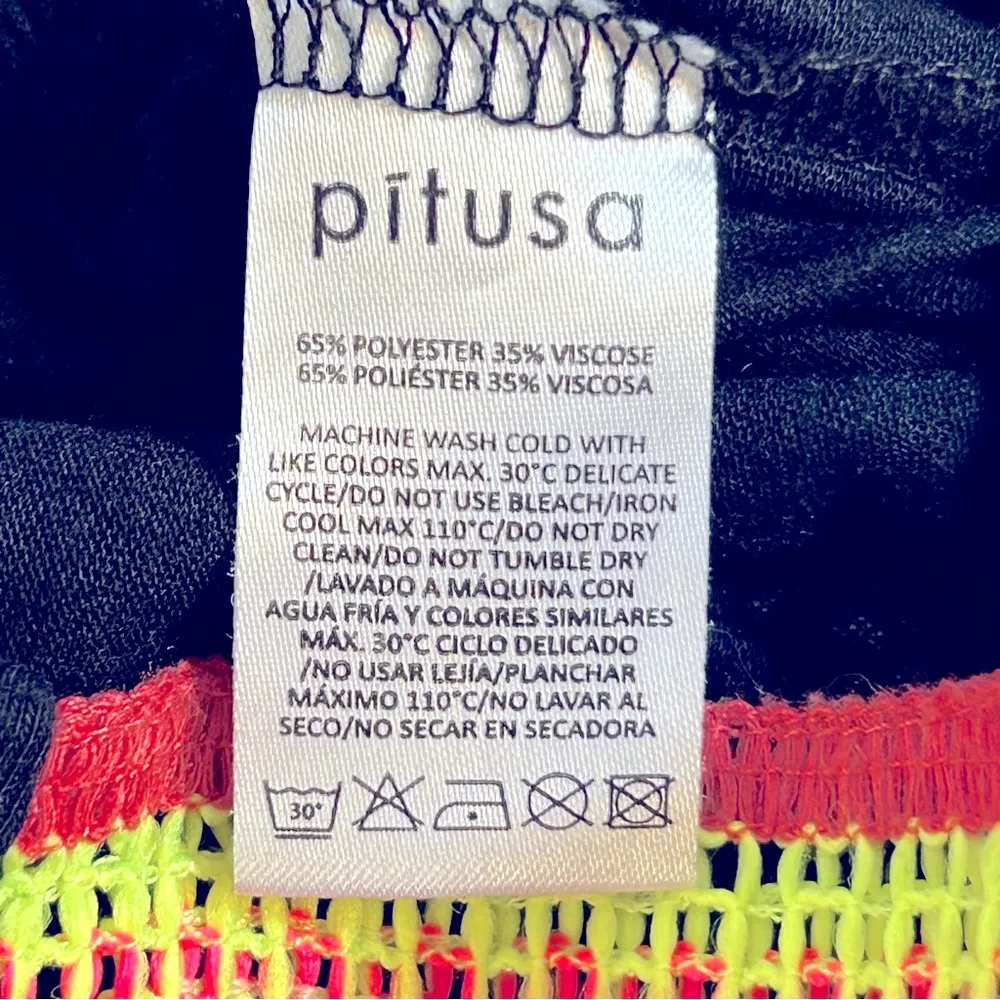 pītusa
65% POLYESTER 35% VISCOSE
65% POLIÉSTER 35% VISCOSA
MACHINE WASH COLD WITH
LIKE COLORS MAX. 30°C DELICATE
CYCLE/DO NOT USE BLEACH/IRON
COOL MAX 110°C/DO NOT DRY
CLEAN/DO NOT TUMBLE DRY
/LAVADO A MÁQUINA CON
AGUA FRÍA Y COLORES SIMILARES
MÁX. 30°C CICLO DELICADO
/NO USAR LEJÍA/PLANCHAR
MÁXIMO 110°C/NO LAVAR AL
SECO/NO SECAR EN SECADORA
30°